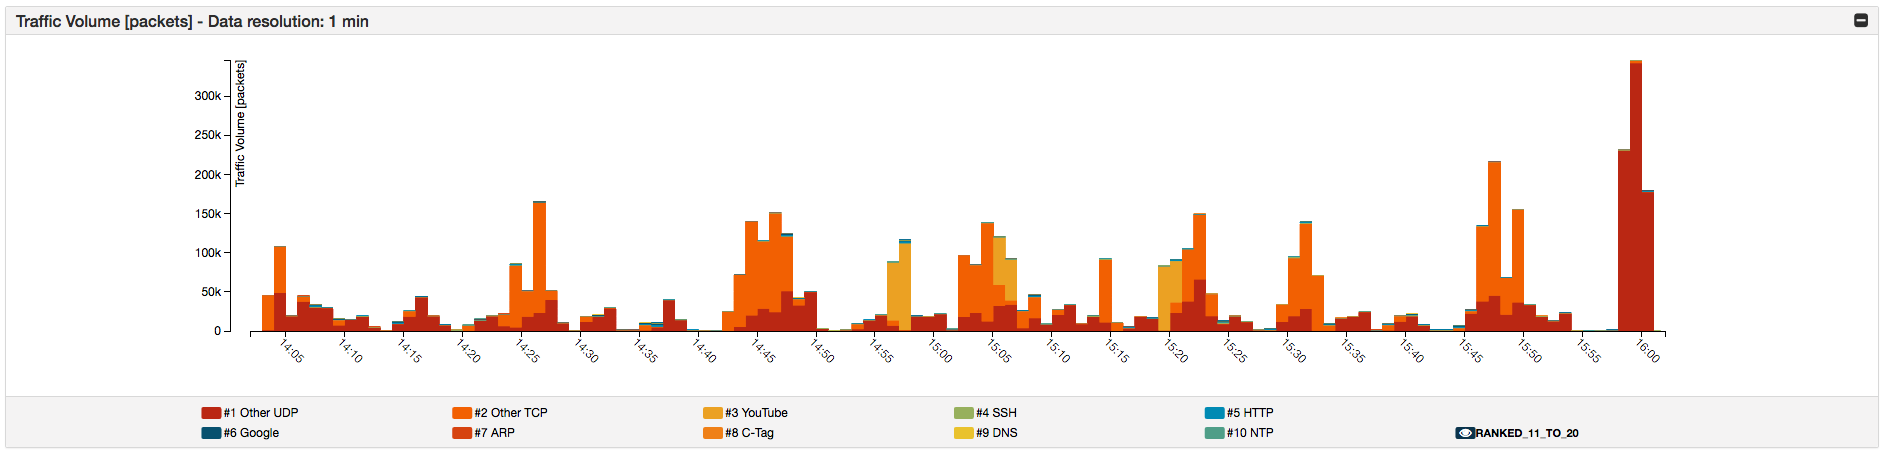 Traffic Volume [packets] - Data resolution: 1 min
Traffic Volume [packets]
300k
250k
200k
150k
100k
50k
0
14:05 14:10 14:15 14:20 14:25 14:30 14:35 14:40 14:45 14:50 14:55 15:00 15:05 15:10 15:15 15:20 15:25 15:30 15:35 15:40 15:45 15:50 15:55 16:00
#1 Other UDP #2 Other TCP #3 YouTube #4 SSH #5 HTTP
#6 Google #7 ARP #8 C-Tag #9 DNS #10 NTP RANKED_11_TO_20